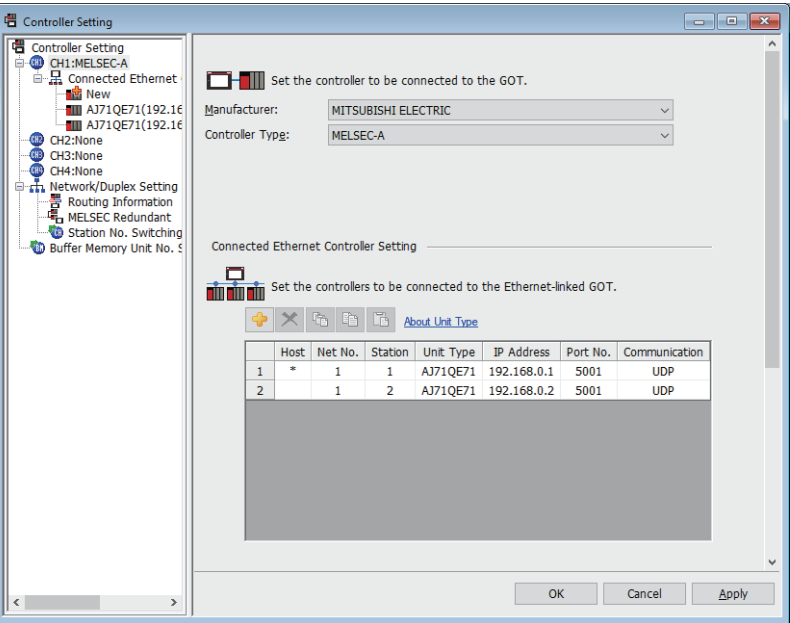 Controller Setting
Controller Setting
CH1:MELSEC-A
Connected Ethernet
New
AJ71QE71(192.16
AJ71QE71(192.16
CH2:None
CH3:None
CH4:None
Network/Duplex Setting
Routing Information
MELSEC Redundant
Station No. Switching
Buffer Memory Unit No. S
Set the controller to be connected to the GOT.
Manufacturer: MITSUBISHI ELECTRIC
Controller Type: MELSEC-A
Connected Ethernet Controller Setting
Set the controllers to be connected to the Ethernet-linked GOT.
About Unit Type
Host Net No. Station Unit Type IP Address Port No. Communication
1 * 1 1 AJ71QE71 192.168.0.1 5001 UDP
2 1 2 AJ71QE71 192.168.0.2 5001 UDP
OK Cancel Apply